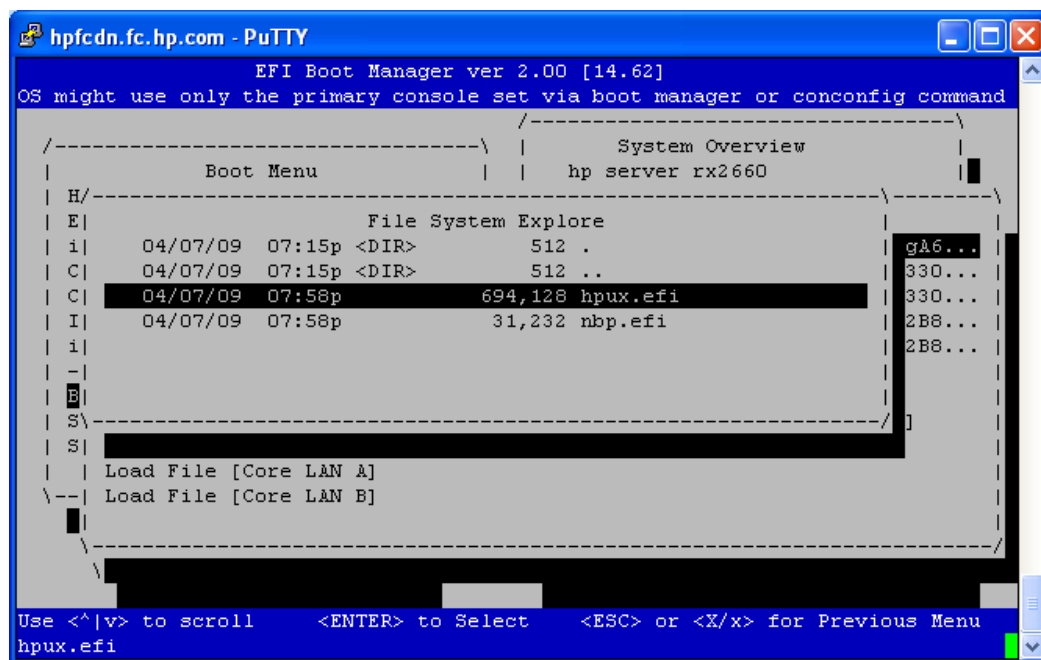 hpfcdn.fc.hp.com - PuTTY
EFI Boot Manager ver 2.00 [14.62]
OS might use only the primary console set via boot manager or conconfig command
System Overview
Boot Menu
hp server rx2660
H
E
File System Explore
i 04/07/09 07:15p <DIR> 512 . gA6...
C 04/07/09 07:15p <DIR> 512 .. 330...
C 04/07/09 07:58p 694,128 hpux.efi 330...
I 04/07/09 07:58p 31,232 nbp.efi 2B8...
i 2B8...
-
B
S ]
S
Load File [Core LAN A]
Load File [Core LAN B]
Use <^|v> to scroll <ENTER> to Select <ESC> or <X/x> for Previous Menu
hpux.efi